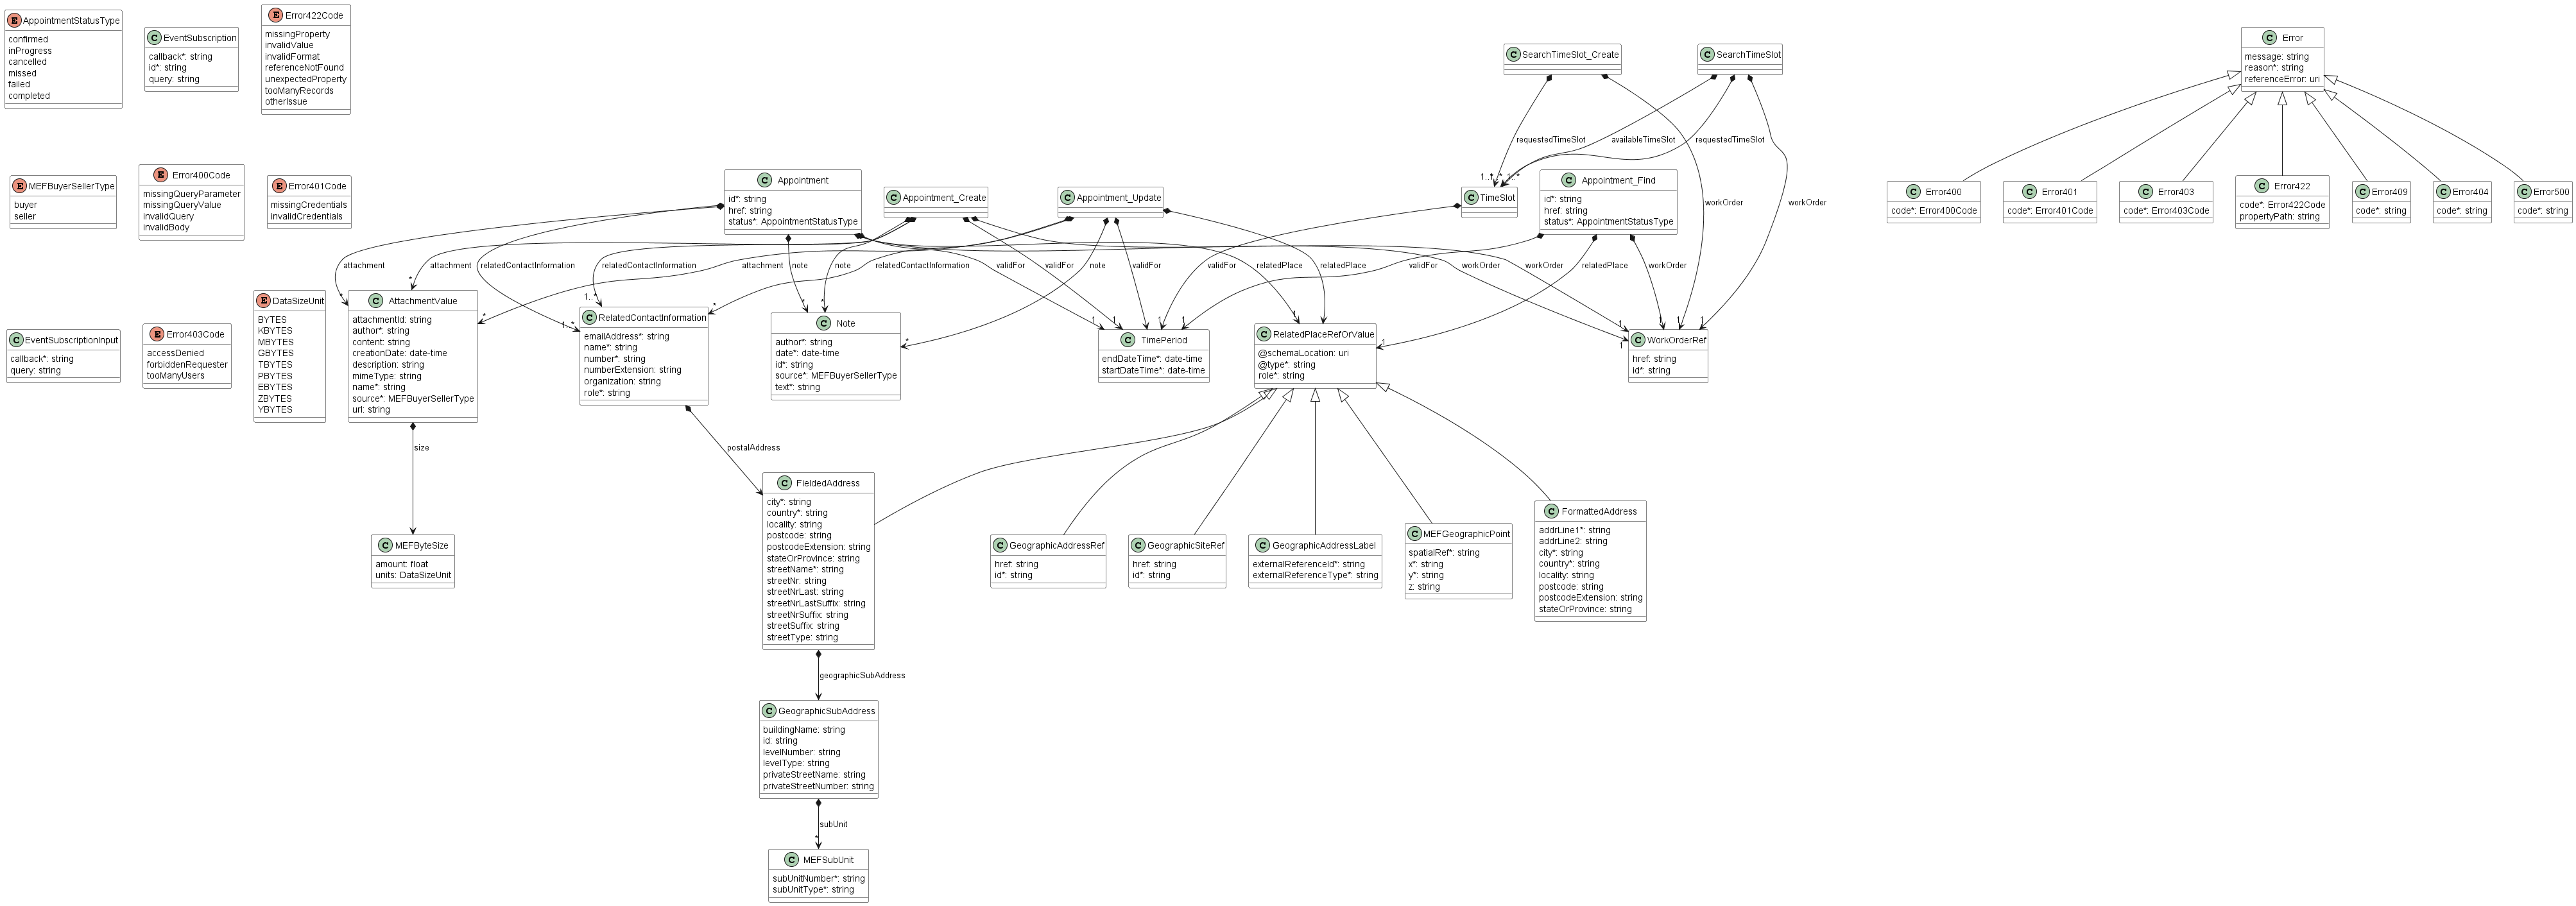 E AppointmentStatusType
confirmed
inProgress
cancelled
missed
failed
completed
C EventSubscription
callback*: string
id*: string
query: string
E Error422Code
missingProperty
invalidValue
invalidFormat
referenceNotFound
unexpectedProperty
tooManyRecords
otherIssue
C SearchTimeSlot_Create
C SearchTimeSlot
C Error
message: string
reason*: string
referenceError: uri
requestedTimeSlot
availableTimeSlot
requestedTimeSlot
workOrder
workOrder
E MEFBuyerSellerType
buyer
seller
E Error400Code
missingQueryParameter
missingQueryValue
invalidQuery
invalidBody
E Error401Code
missingCredentials
invalidCredentials
C Appointment
id*: string
href: string
status*: AppointmentStatusType
C Appointment_Create
C Appointment_Update
C TimeSlot
C Appointment_Find
id*: string
href: string
status*: AppointmentStatusType
C Error400
code*: Error400Code
C Error401
code*: Error401Code
C Error403
code*: Error403Code
C Error422
code*: Error422Code
propertyPath: string
C Error409
code*: string
C Error404
code*: string
C Error500
code*: string
attachment
attachment
relatedContactInformation
relatedContactInformation
attachment
note
note
relatedContactInformation
validFor
validFor
note
validFor
validFor
relatedPlace
relatedPlace
validFor
workOrder
workOrder
relatedPlace
workOrder
C EventSubscriptionInput
callback*: string
query: string
E Error403Code
accessDenied
forbiddenRequester
tooManyUsers
E DataSizeUnit
BYTES
KBYTES
MBYTES
GBYTES
TBYTES
PBYTES
EBYTES
ZBYTES
YBYTES
C AttachmentValue
attachmentId: string
author*: string
content: string
creationDate: date-time
description: string
mimeType: string
name*: string
source*: MEFBuyerSellerType
url: string
C RelatedContactInformation
emailAddress*: string
name*: string
number*: string
numberExtension: string
organization: string
role*: string
C Note
author*: string
date*: date-time
id*: string
source*: MEFBuyerSellerType
text*: string
C TimePeriod
endDateTime*: date-time
startDateTime*: date-time
C RelatedPlaceRefOrValue
@schemaLocation: uri
@type*: string
role*: string
C WorkOrderRef
href: string
id*: string
size
postalAddress
C MEFByteSize
amount: float
units: DataSizeUnit
C FieldedAddress
city*: string
country*: string
locality: string
postcode: string
postcodeExtension: string
stateOrProvince: string
streetName*: string
streetNr: string
streetNrLast: string
streetNrLastSuffix: string
streetNrSuffix: string
streetSuffix: string
streetType: string
C GeographicAddressRef
href: string
id*: string
C GeographicSiteRef
href: string
id*: string
C GeographicAddressLabel
externalReferenceId*: string
externalReferenceType*: string
C MEFGeographicPoint
spatialRef*: string
x*: string
y*: string
z: string
C FormattedAddress
addrLine1*: string
addrLine2: string
city*: string
country*: string
locality: string
postcode: string
postcodeExtension: string
stateOrProvince: string
geographicSubAddress
C GeographicSubAddress
buildingName: string
id: string
levelNumber: string
levelType: string
privateStreetName: string
privateStreetNumber: string
subUnit
*
C MEFSubUnit
subUnitNumber*: string
subUnitType*: string